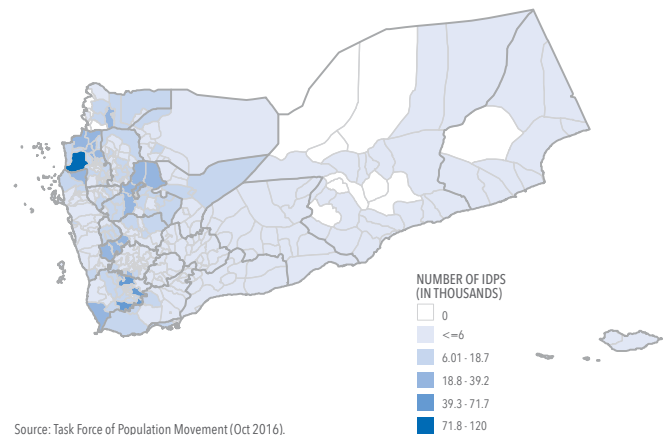 NUMBER OF IDPS
(IN THOUSANDS)
0
<=6
6.01 - 18.7
18.8 - 39.2
39.3 - 71.7
71.8 - 120
Source: Task Force of Population Movement (Oct 2016).